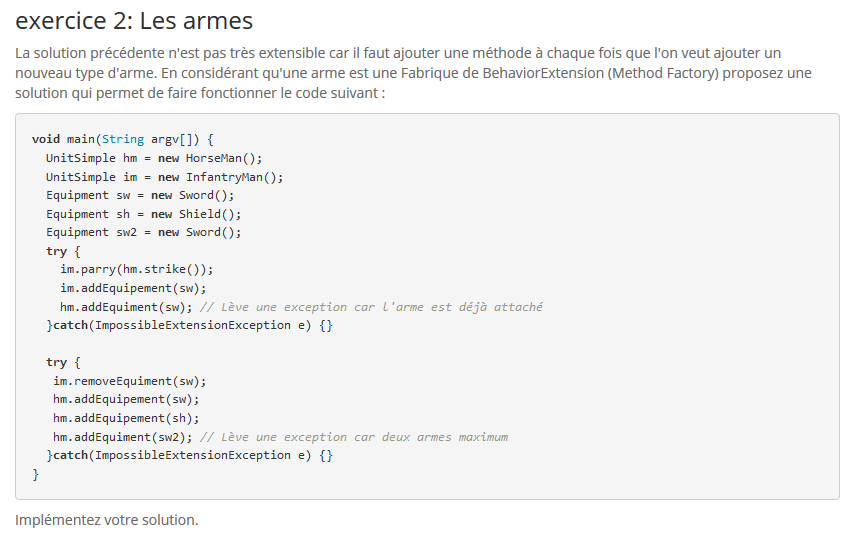 exercice 2: Les armes
La solution précédente n'est pas très extensible car il faut ajouter une méthode à chaque fois que l'on veut ajouter un
nouveau type d'arme. En considérant qu'une arme est une Fabrique de BehaviorExtension (Method Factory) proposez une
solution qui permet de faire fonctionner le code suivant :
void main(String argv[]) {
UnitSimple hm = new HorseMan();
UnitSimple im = new InfantryMan();
Equipment sw = new Sword();
Equipment sh = new Shield();
Equipment sw2 = new Sword();
try {
im.parry(hm.strike());
im.addEquipement(sw);
hm.addEquiment(sw); // Lève une exception car l'arme est déjà attaché
}catch(ImpossibleExtensionException e) {}
try {
im.removeEquiment(sw);
hm.addEquipement(sw);
hm.addEquipement(sh);
hm.addEquiment(sw2); // Lève une exception car deux armes maximum
}catch(ImpossibleExtensionException e) {}
}
Implémentez votre solution.